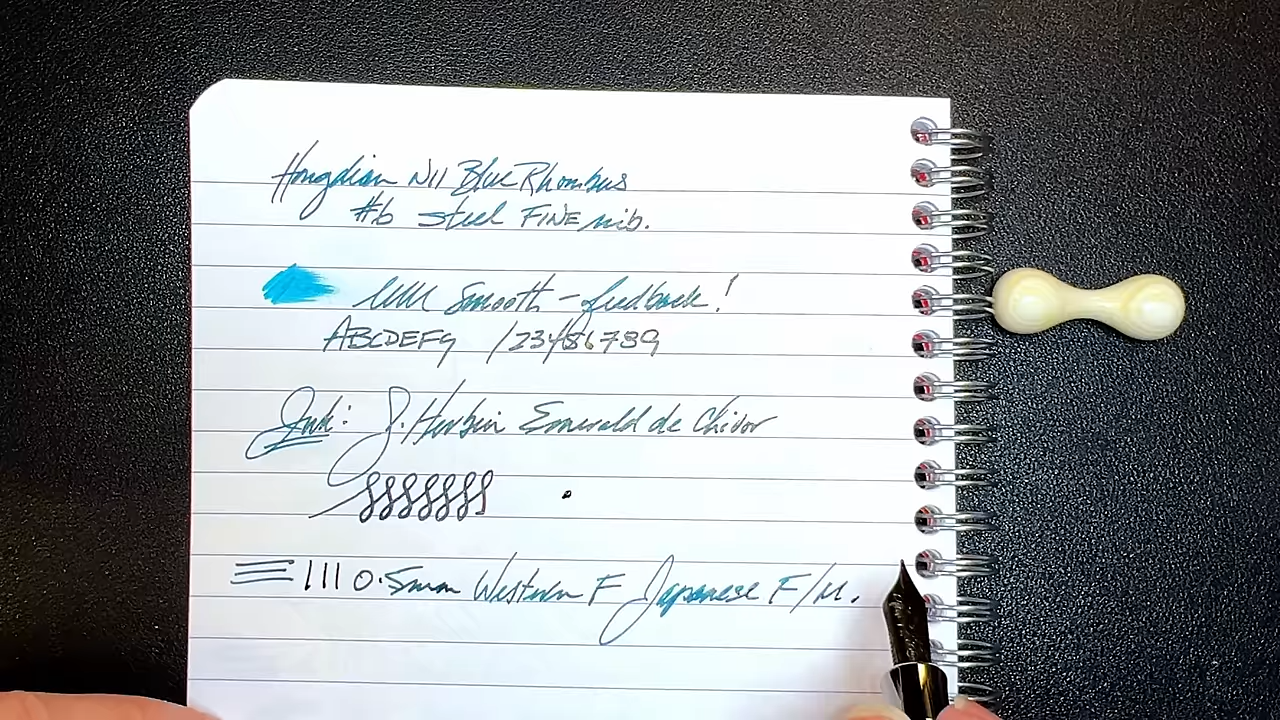 Hongdian N11 Blue Rhombus
#6 steel FINE nib.
Smooth - feedback!
ABCDEFG 123456789
Ink: J. Herbin Emerald de Chivor
0.5mm Western F Japanese F/M.